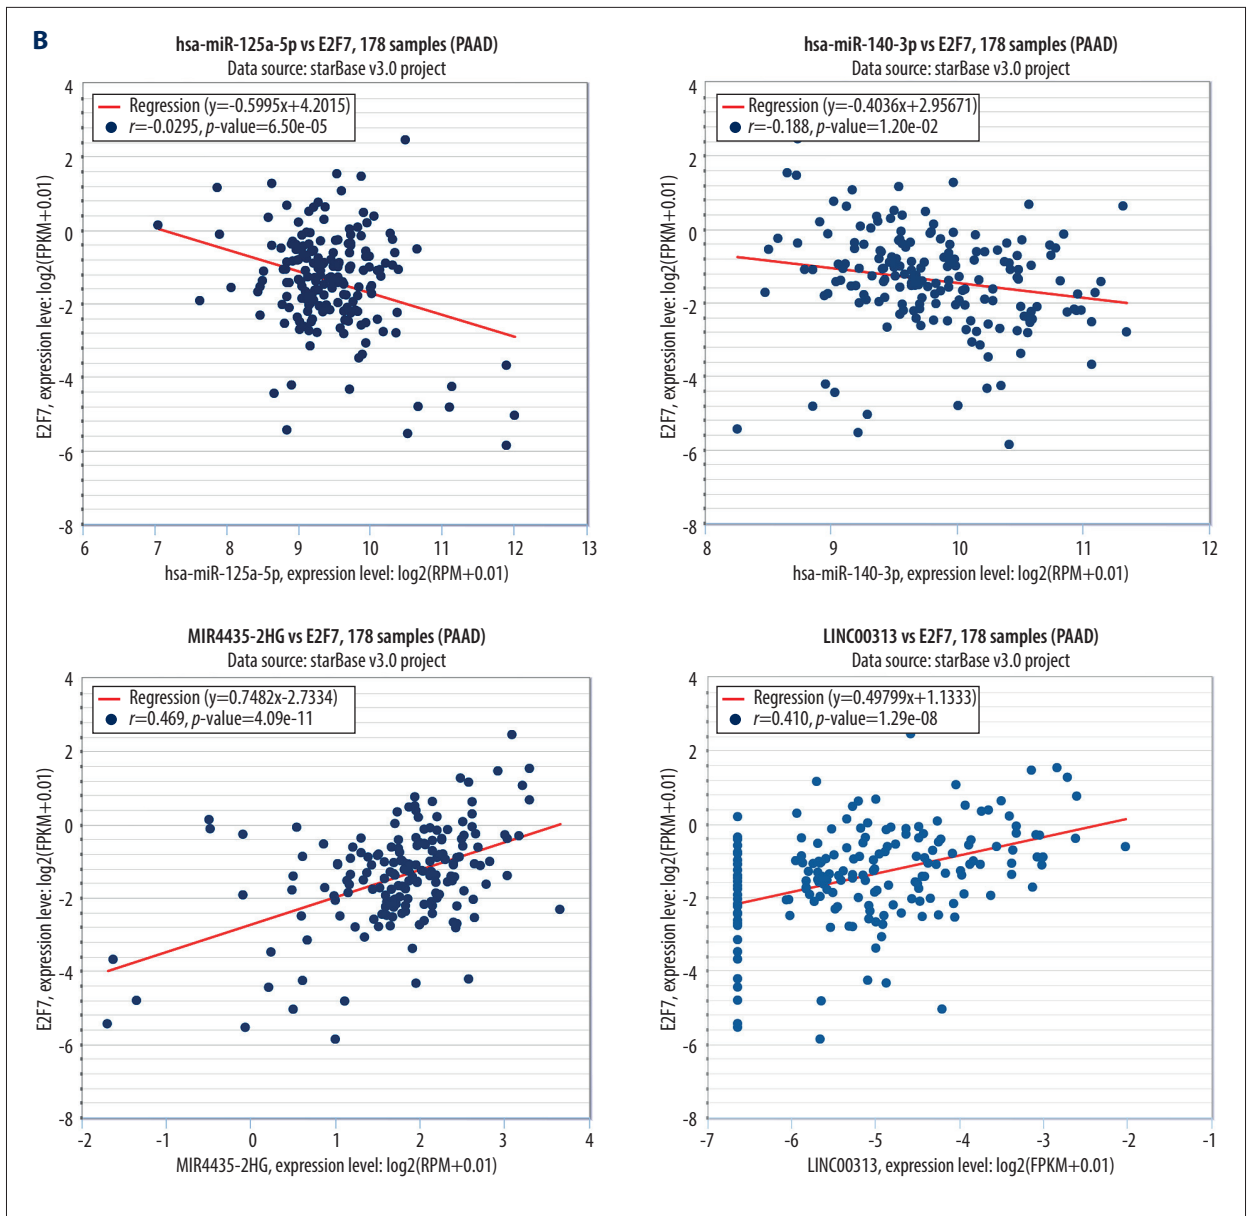 B
hsa-miR-125a-5p vs E2F7, 178 samples (PAAD)
Data source: starBase v3.0 project
Regression (y=-0.5995x+4.2015)
r=-0.0295, p-value=6.50e-05
E2F7, expression level: log2(FPKM+0.01)
4
2
0
-2
-4
-6
-8
6 7 8 9 10 11 12 13
hsa-miR-125a-5p, expression level: log2(RPM+0.01)
hsa-miR-140-3p vs E2F7, 178 samples (PAAD)
Data source: starBase v3.0 project
Regression (y=-0.4036x+2.95671)
r=-0.188, p-value=1.20e-02
E2F7, expression level: log2(FPKM+0.01)
4
2
0
-2
-4
-6
-8
8 9 10 11 12
hsa-miR-140-3p, expression level: log2(RPM+0.01)
MIR4435-2HG vs E2F7, 178 samples (PAAD)
Data source: starBase v3.0 project
Regression (y=0.7482x-2.7334)
r=0.469, p-value=4.09e-11
E2F7, expression level: log2(FPKM+0.01)
4
2
0
-2
-4
-6
-8
-2 -1 0 1 2 3 4
MIR4435-2HG, expression level: log2(RPM+0.01)
LINC00313 vs E2F7, 178 samples (PAAD)
Data source: starBase v3.0 project
Regression (y=0.49799x+1.1333)
r=0.410, p-value=1.29e-08
E2F7, expression level: log2(FPKM+0.01)
4
2
0
-2
-4
-6
-8
-7 -6 -5 -4 -3 -2 -1
LINC00313, expression level: log2(FPKM+0.01)